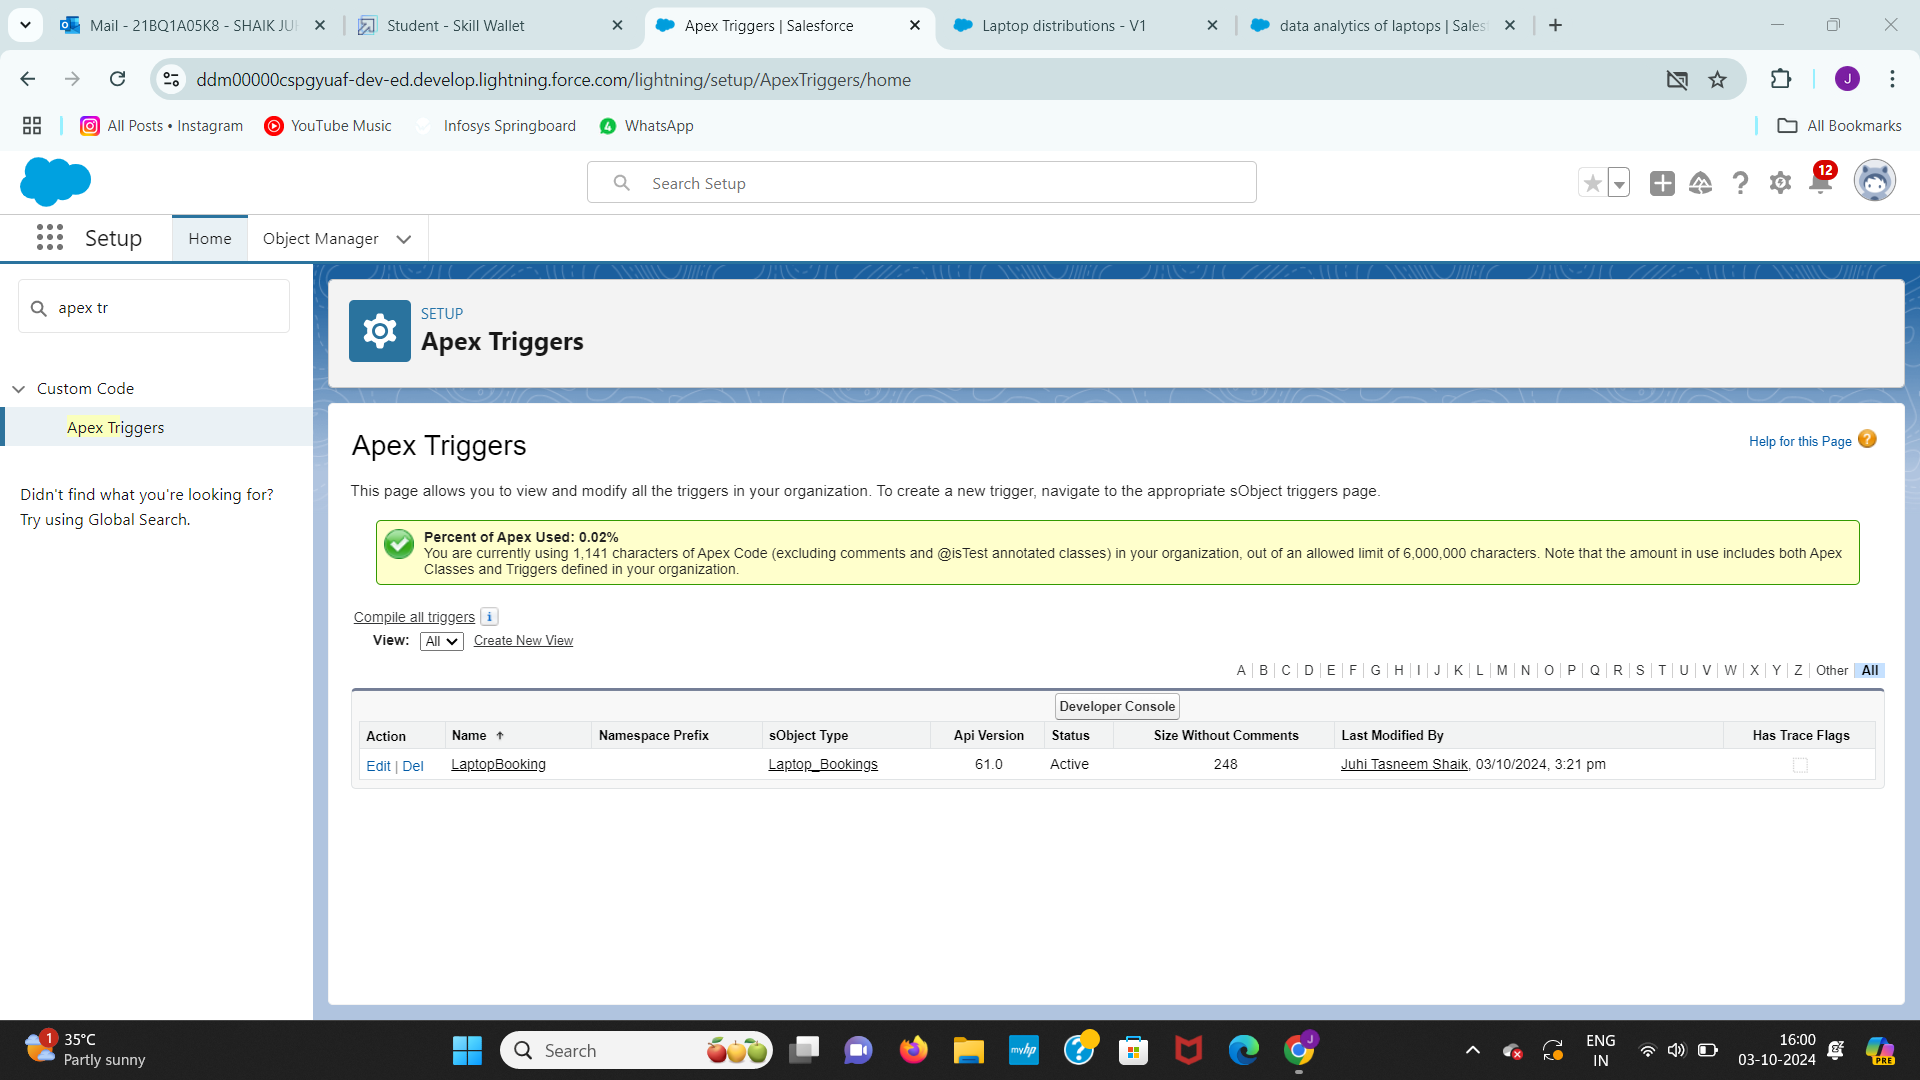 Mail - 21BQ1A05K8 - SHAIK JUH
Student - Skill Wallet
Apex Triggers | Salesforce
Laptop distributions - V1
data analytics of laptops | Sales
ddm00000cspgyuaf-dev-ed.develop.lightning.force.com/lightning/setup/ApexTriggers/home
J
All Posts • Instagram
YouTube Music
Infosys Springboard
WhatsApp
All Bookmarks
Search Setup
12
Setup
Home
Object Manager
apex tr
Custom Code
Apex Triggers
Didn't find what you're looking for?
Try using Global Search.
SETUP
Apex Triggers
Apex Triggers
Help for this Page ?
This page allows you to view and modify all the triggers in your organization. To create a new trigger, navigate to the appropriate sObject triggers page.
Percent of Apex Used: 0.02%
You are currently using 1,141 characters of Apex Code (excluding comments and @isTest annotated classes) in your organization, out of an allowed limit of 6,000,000 characters. Note that the amount in use includes both Apex
Classes and Triggers defined in your organization.
Compile all triggers i
View: All Create New View
A | B | C | D | E | F | G | H | I | J | K | L | M | N | O | P | Q | R | S | T | U | V | W | X | Y | Z | Other | All
Developer Console
Action Name Namespace Prefix sObject Type Api Version Status Size Without Comments Last Modified By Has Trace Flags
Edit | Del LaptopBooking Laptop_Bookings 61.0 Active 248 Juhi Tasneem Shaik, 03/10/2024, 3:21 pm
1
35°C
Partly sunny
Search
myhp
J
ENG
IN
16:00
03-10-2024
PRE